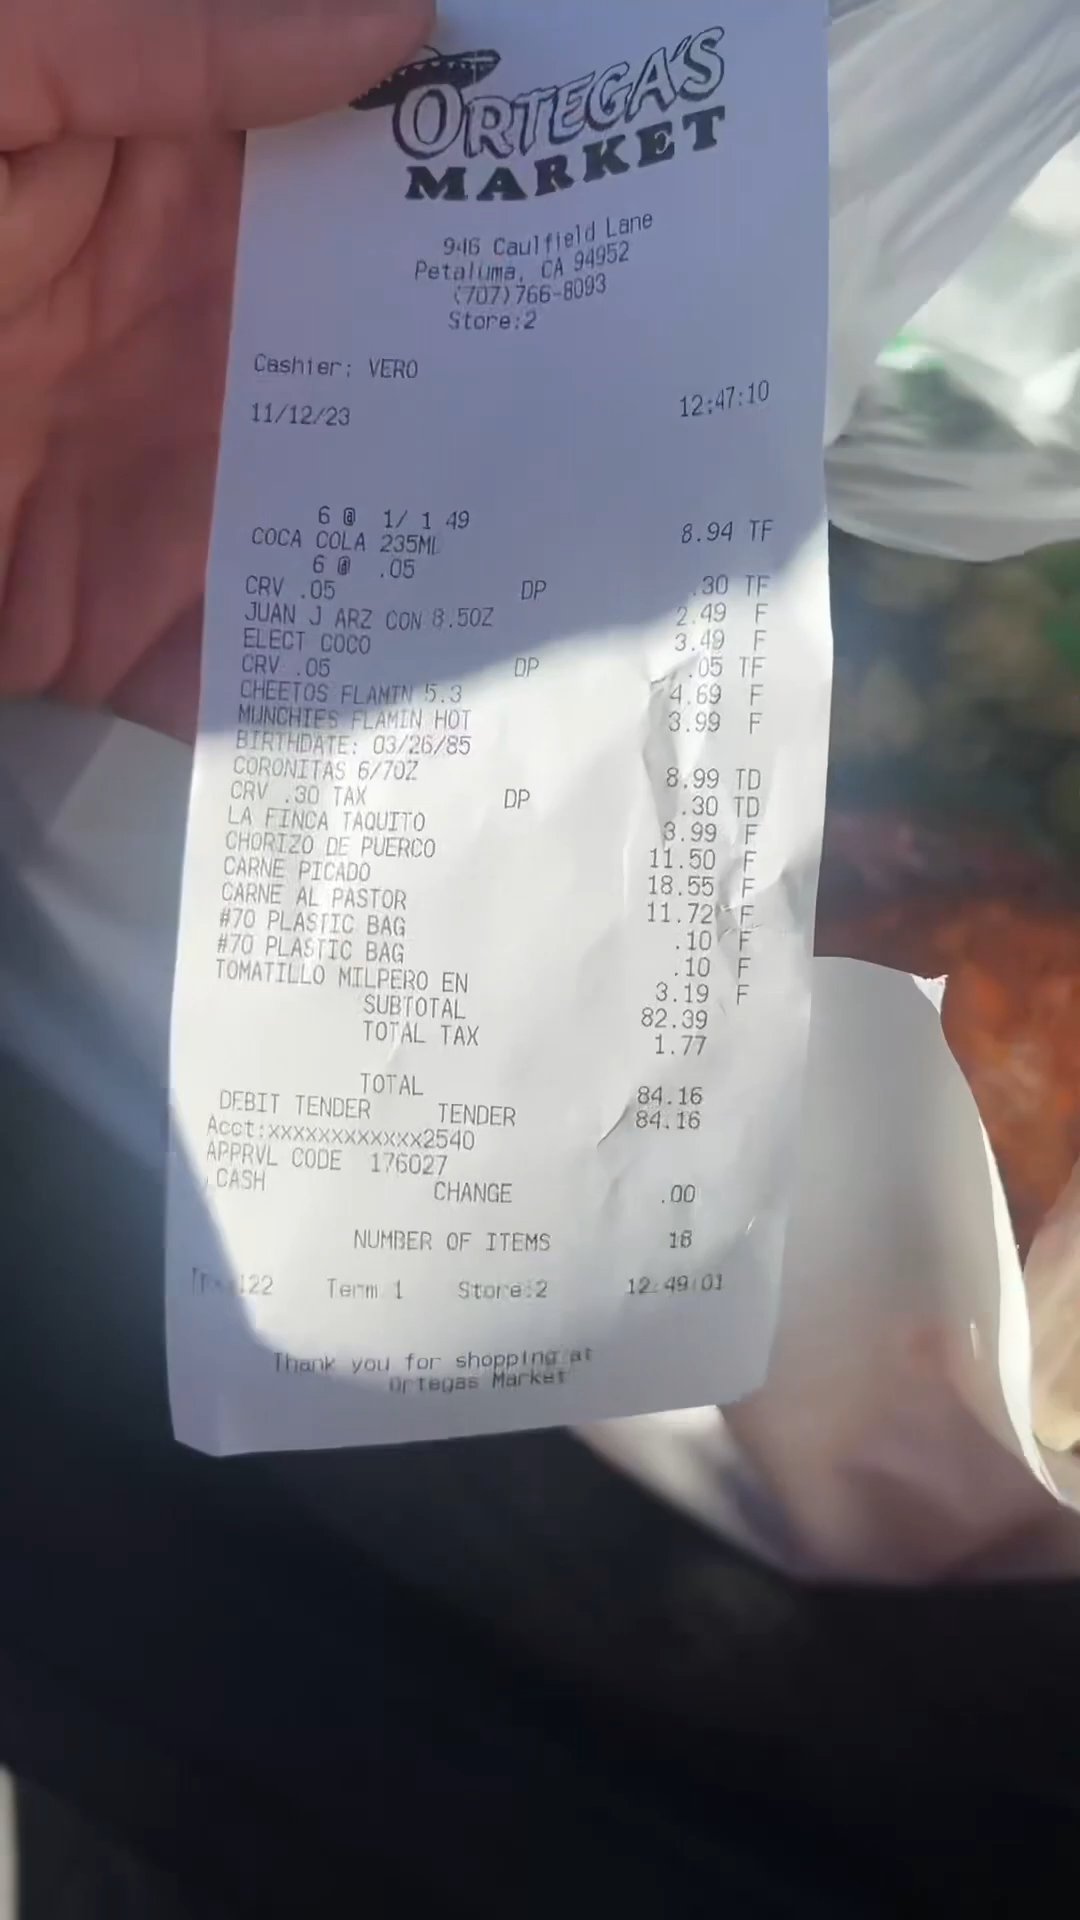 ORTEGA'S
MARKET
946 Caulfield Lane
Petaluma, CA 94952
(707)766-8093
Store:2
Cashier: VERO
11/12/23 12:47:10
6 @ 1/ 1 49
COCA COLA 235ML 8.94 TF
6 @ .05
CRV .05 DP .30 TF
JUAN J ARZ CON 8.5OZ 2.49 F
ELECT COCO 3.49 F
CRV .05 DP .05 TF
CHEETOS FLAMIN 5.3 4.69 F
MUNCHIES FLAMIN HOT 3.99 F
BIRTHDATE: 03/26/85
CORONITAS 6/7OZ 8.99 TD
CRV .30 TAX DP .30 TD
LA FINCA TAQUITO 3.99 F
CHORIZO DE PUERCO 11.50 F
CARNE PICADO 18.55 F
CARNE AL PASTOR 11.72 F
#70 PLASTIC BAG .10 F
#70 PLASTIC BAG .10 F
TOMATILLO MILPERO EN 3.19 F
SUBTOTAL 82.39
TOTAL TAX 1.77
TOTAL 84.16
DEBIT TENDER TENDER 84.16
Acct:xxxxxxxxxxxx2540
APPRVL CODE 176027
CASH CHANGE .00
NUMBER OF ITEMS 18
122 Term 1 Store:2 12:49:01
Thank you for shopping at
Ortegas Market